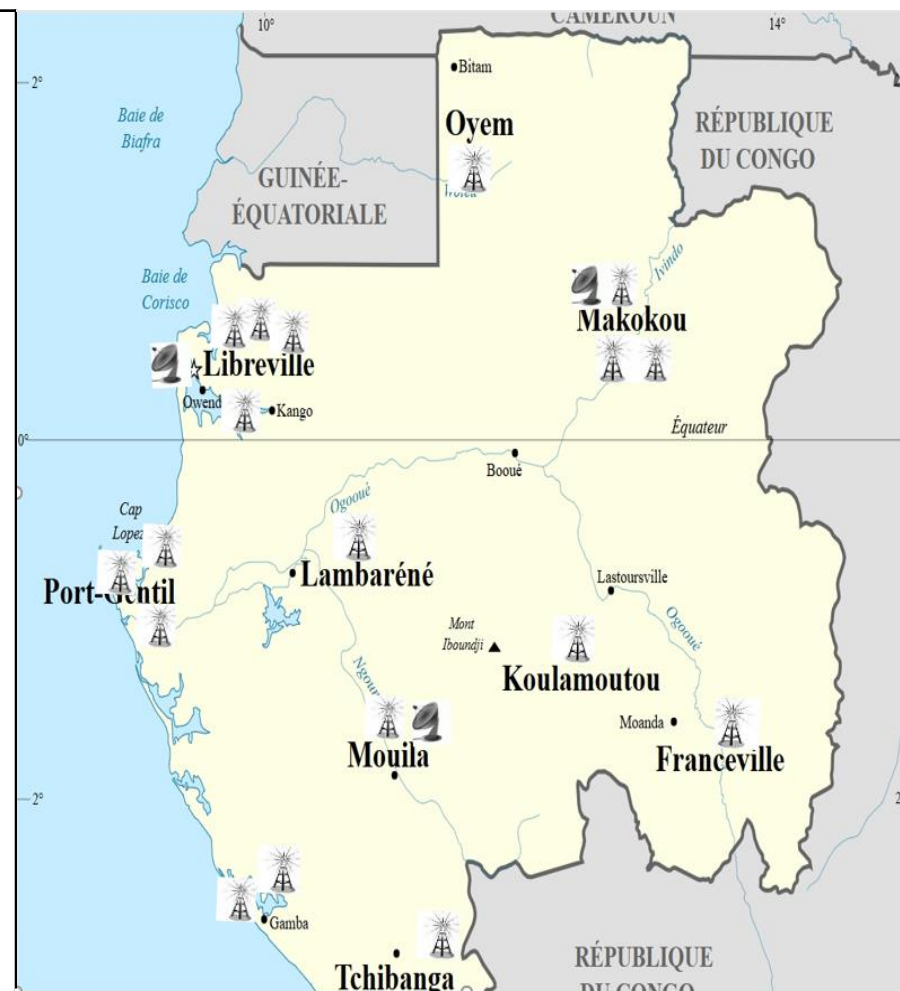 CAMEROUN
10°
14°
2°
Bitam
Baie de
Biafra
Oyem
RÉPUBLIQUE
DU CONGO
GUINÉE-
ÉQUATORIALE
Ivindo
Baie de
Corisco
Makokou
Libreville
Owend
Kango
Équateur
0°
Booué
Ogooué
Cap
Lopez
Lambaréné
Lastoursville
Port-Gentil
Ogooué
Mont
Iboundji
Koulamoutou
Ngour
Moanda
Mouila
Franceville
2°
2
Gamba
Tchibanga
RÉPUBLIQUE
DU CONGO